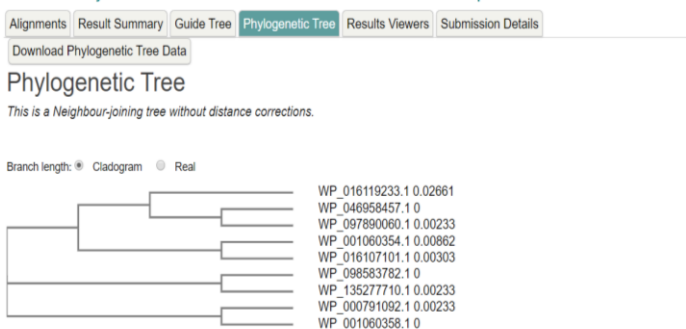 Alignments Result Summary Guide Tree Phylogenetic Tree Results Viewers Submission Details
Download Phylogenetic Tree Data
Phylogenetic Tree
This is a Neighbour-joining tree without distance corrections.
Branch length: Cladogram Real
WP_016119233.1 0.02661
WP_046958457.1 0
WP_097890060.1 0.00233
WP_001060354.1 0.00862
WP_016107101.1 0.00303
WP_098583782.1 0
WP_135277710.1 0.00233
WP_000791092.1 0.00233
WP_001060358.1 0